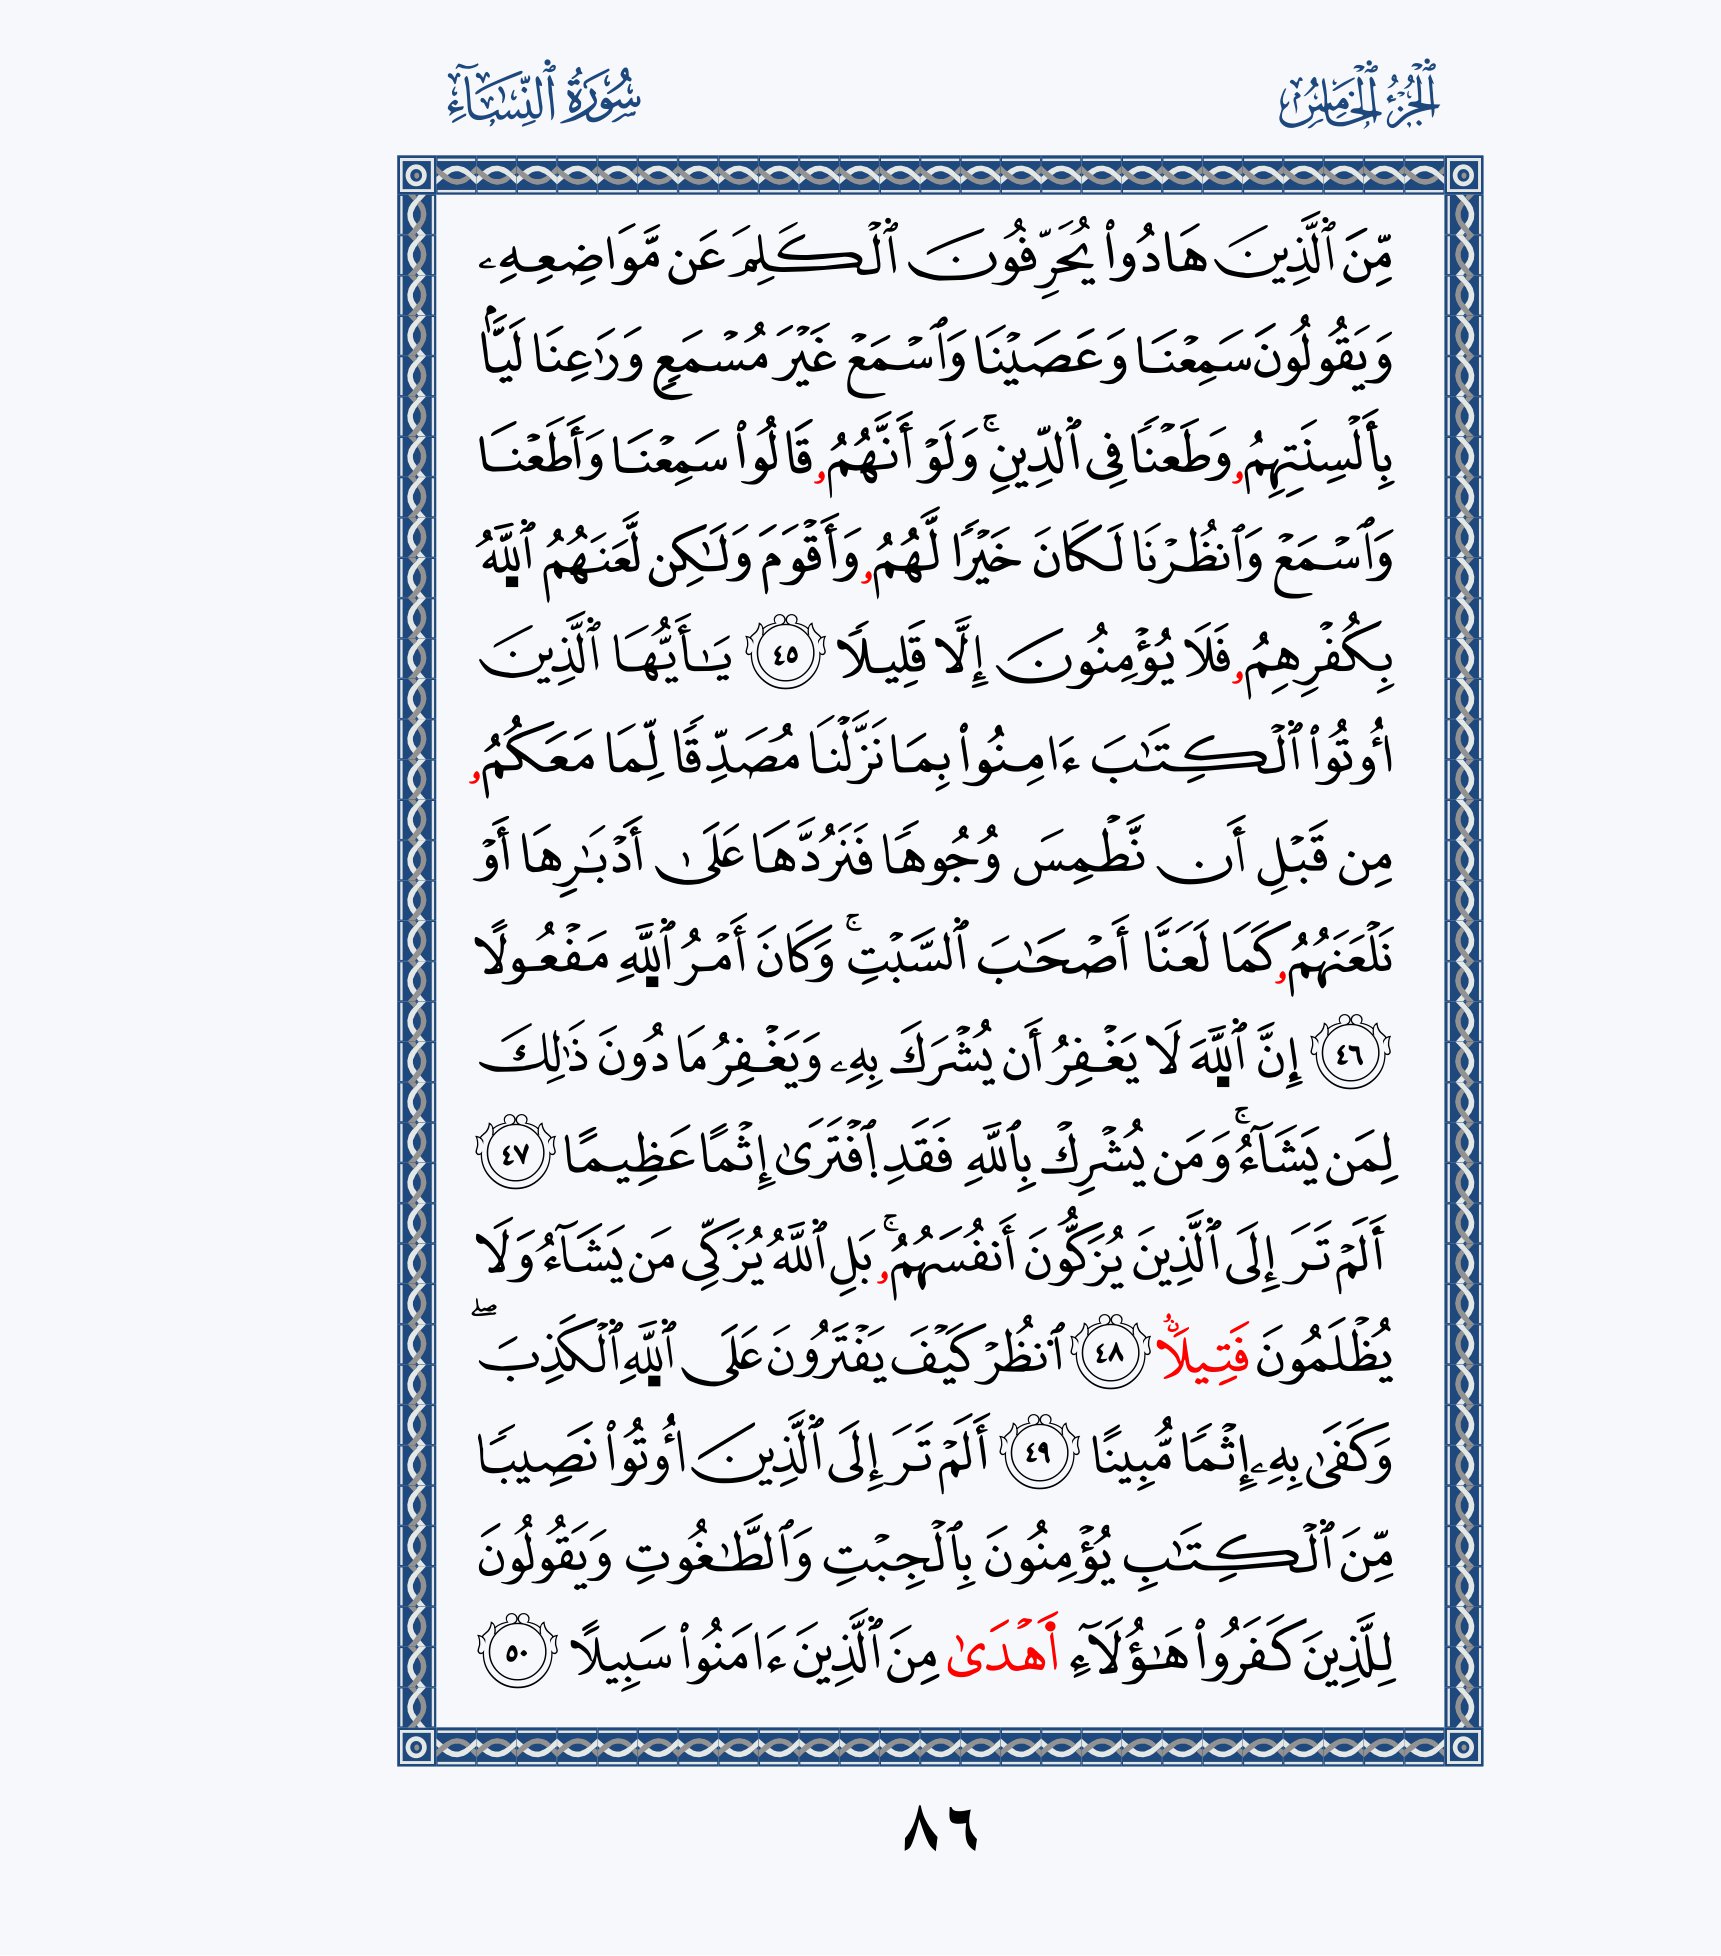 ٱلْجُزْءُ ٱلْخَامِسُ
سُورَةُ ٱلنِّسَآءِ
مِّنَ ٱلَّذِينَ هَادُواْ يُحَرِّفُونَ ٱلْكَلِمَ عَن مَّوَاضِعِهِۦ
وَيَقُولُونَ سَمِعْنَا وَعَصَيْنَا وَٱسْمَعْ غَيْرَ مُسْمَعٍ وَرَٰعِنَا لَيًّۢا
بِأَلْسِنَتِهِمُۥ وَطَعْنًا فِى ٱلدِّينِۚ وَلَوْ أَنَّهُمُۥ قَالُواْ سَمِعْنَا وَأَطَعْنَا
وَٱسْمَعْ وَٱنظُرْنَا لَكَانَ خَيْرًا لَّهُمُۥ وَأَقْوَمَ وَلَٰكِن لَّعَنَهُمُ ٱللَّهُ
بِكُفْرِهِمُۥ فَلَا يُؤْمِنُونَ إِلَّا قَلِيلًا ٤٥ يَٰأَيُّهَا ٱلَّذِينَ
أُوتُواْ ٱلْكِتَٰبَ ءَامِنُواْ بِمَا نَزَّلْنَا مُصَدِّقًا لِّمَا مَعَكُمُۥ
مِن قَبْلِ أَن نَّطْمِسَ وُجُوهًا فَنَرُدَّهَا عَلَىٰ أَدْبَٰرِهَا أَوْ
نَلْعَنَهُمُۥ كَمَا لَعَنَّا أَصْحَٰبَ ٱلسَّبْتِۚ وَكَانَ أَمْرُ ٱللَّهِ مَفْعُولًا
٤٦ إِنَّ ٱللَّهَ لَا يَغْفِرُ أَن يُشْرَكَ بِهِۦ وَيَغْفِرُ مَا دُونَ ذَٰلِكَ
لِمَن يَشَآءُۚ وَمَن يُشْرِكْ بِٱللَّهِ فَقَدِ ٱفْتَرَىٰ إِثْمًا عَظِيمًا ٤٧
أَلَمْ تَرَ إِلَى ٱلَّذِينَ يُزَكُّونَ أَنفُسَهُمُۥۚ بَلِ ٱللَّهُ يُزَكِّى مَن يَشَآءُ وَلَا
يُظْلَمُونَ فَتِيلًاۨ ٤٨ ٱنظُرْ كَيْفَ يَفْتَرُونَ عَلَى ٱللَّهِ ٱلْكَذِبَۖ
وَكَفَىٰ بِهِۦ إِثْمًا مُّبِينًا ٤٩ أَلَمْ تَرَ إِلَى ٱلَّذِينَ أُوتُواْ نَصِيبًا
مِّنَ ٱلْكِتَٰبِ يُؤْمِنُونَ بِٱلْجِبْتِ وَٱلطَّٰغُوتِ وَيَقُولُونَ
لِلَّذِينَ كَفَرُواْ هَٰؤُلَآءِ أَهْدَىٰ مِنَ ٱلَّذِينَ ءَامَنُواْ سَبِيلًا ٥٠
٨٦